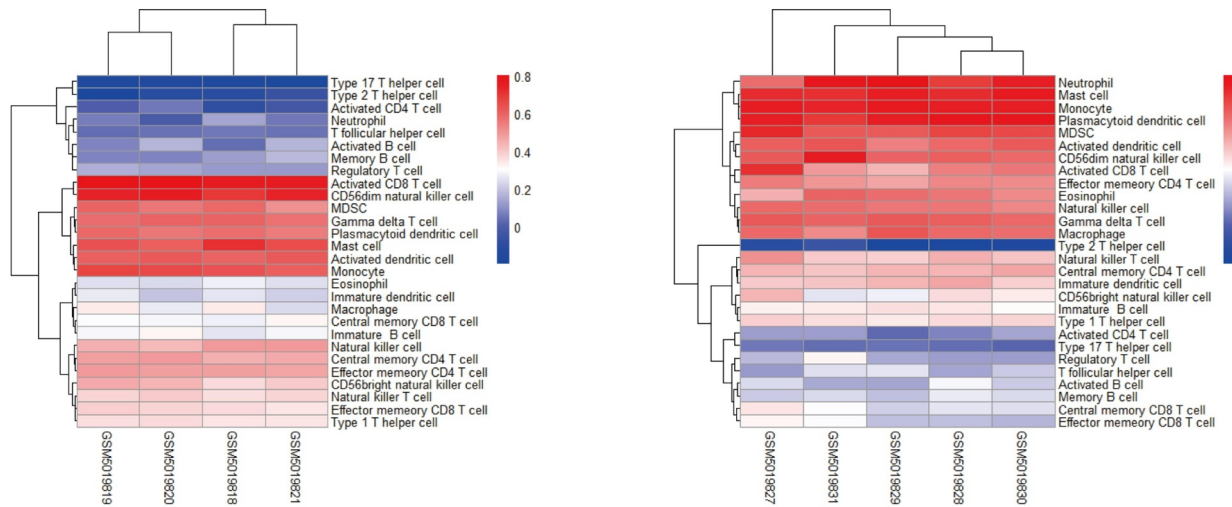 Type 17 T helper cell
Type 2 T helper cell
Activated CD4 T cell
Neutrophil
T follicular helper cell
Activated B cell
Memory B cell
Regulatory T cell
Activated CD8 T cell
CD56dim natural killer cell
MDSC
Gamma delta T cell
Plasmacytoid dendritic cell
Mast cell
Activated dendritic cell
Monocyte
Eosinophil
Immature dendritic cell
Macrophage
Central memory CD8 T cell
Immature B cell
Natural killer cell
Central memory CD4 T cell
Effector memeory CD4 T cell
CD56bright natural killer cell
Natural killer T cell
Effector memeory CD8 T cell
Type 1 T helper cell
0.8
0.6
0.4
0.2
0
GSM5019819
GSM5019820
GSM5019818
GSM5019821
Neutrophil
Mast cell
Monocyte
Plasmacytoid dendritic cell
MDSC
Activated dendritic cell
CD56dim natural killer cell
Activated CD8 T cell
Effector memeory CD4 T cell
Eosinophil
Natural killer cell
Gamma delta T cell
Macrophage
Type 2 T helper cell
Natural killer T cell
Central memory CD4 T cell
Immature dendritic cell
CD56bright natural killer cell
Immature B cell
Type 1 T helper cell
Activated CD4 T cell
Type 17 T helper cell
Regulatory T cell
T follicular helper cell
Activated B cell
Memory B cell
Central memory CD8 T cell
Effector memeory CD8 T cell
GSM5019827
GSM5019831
GSM5019829
GSM5019828
GSM5019830